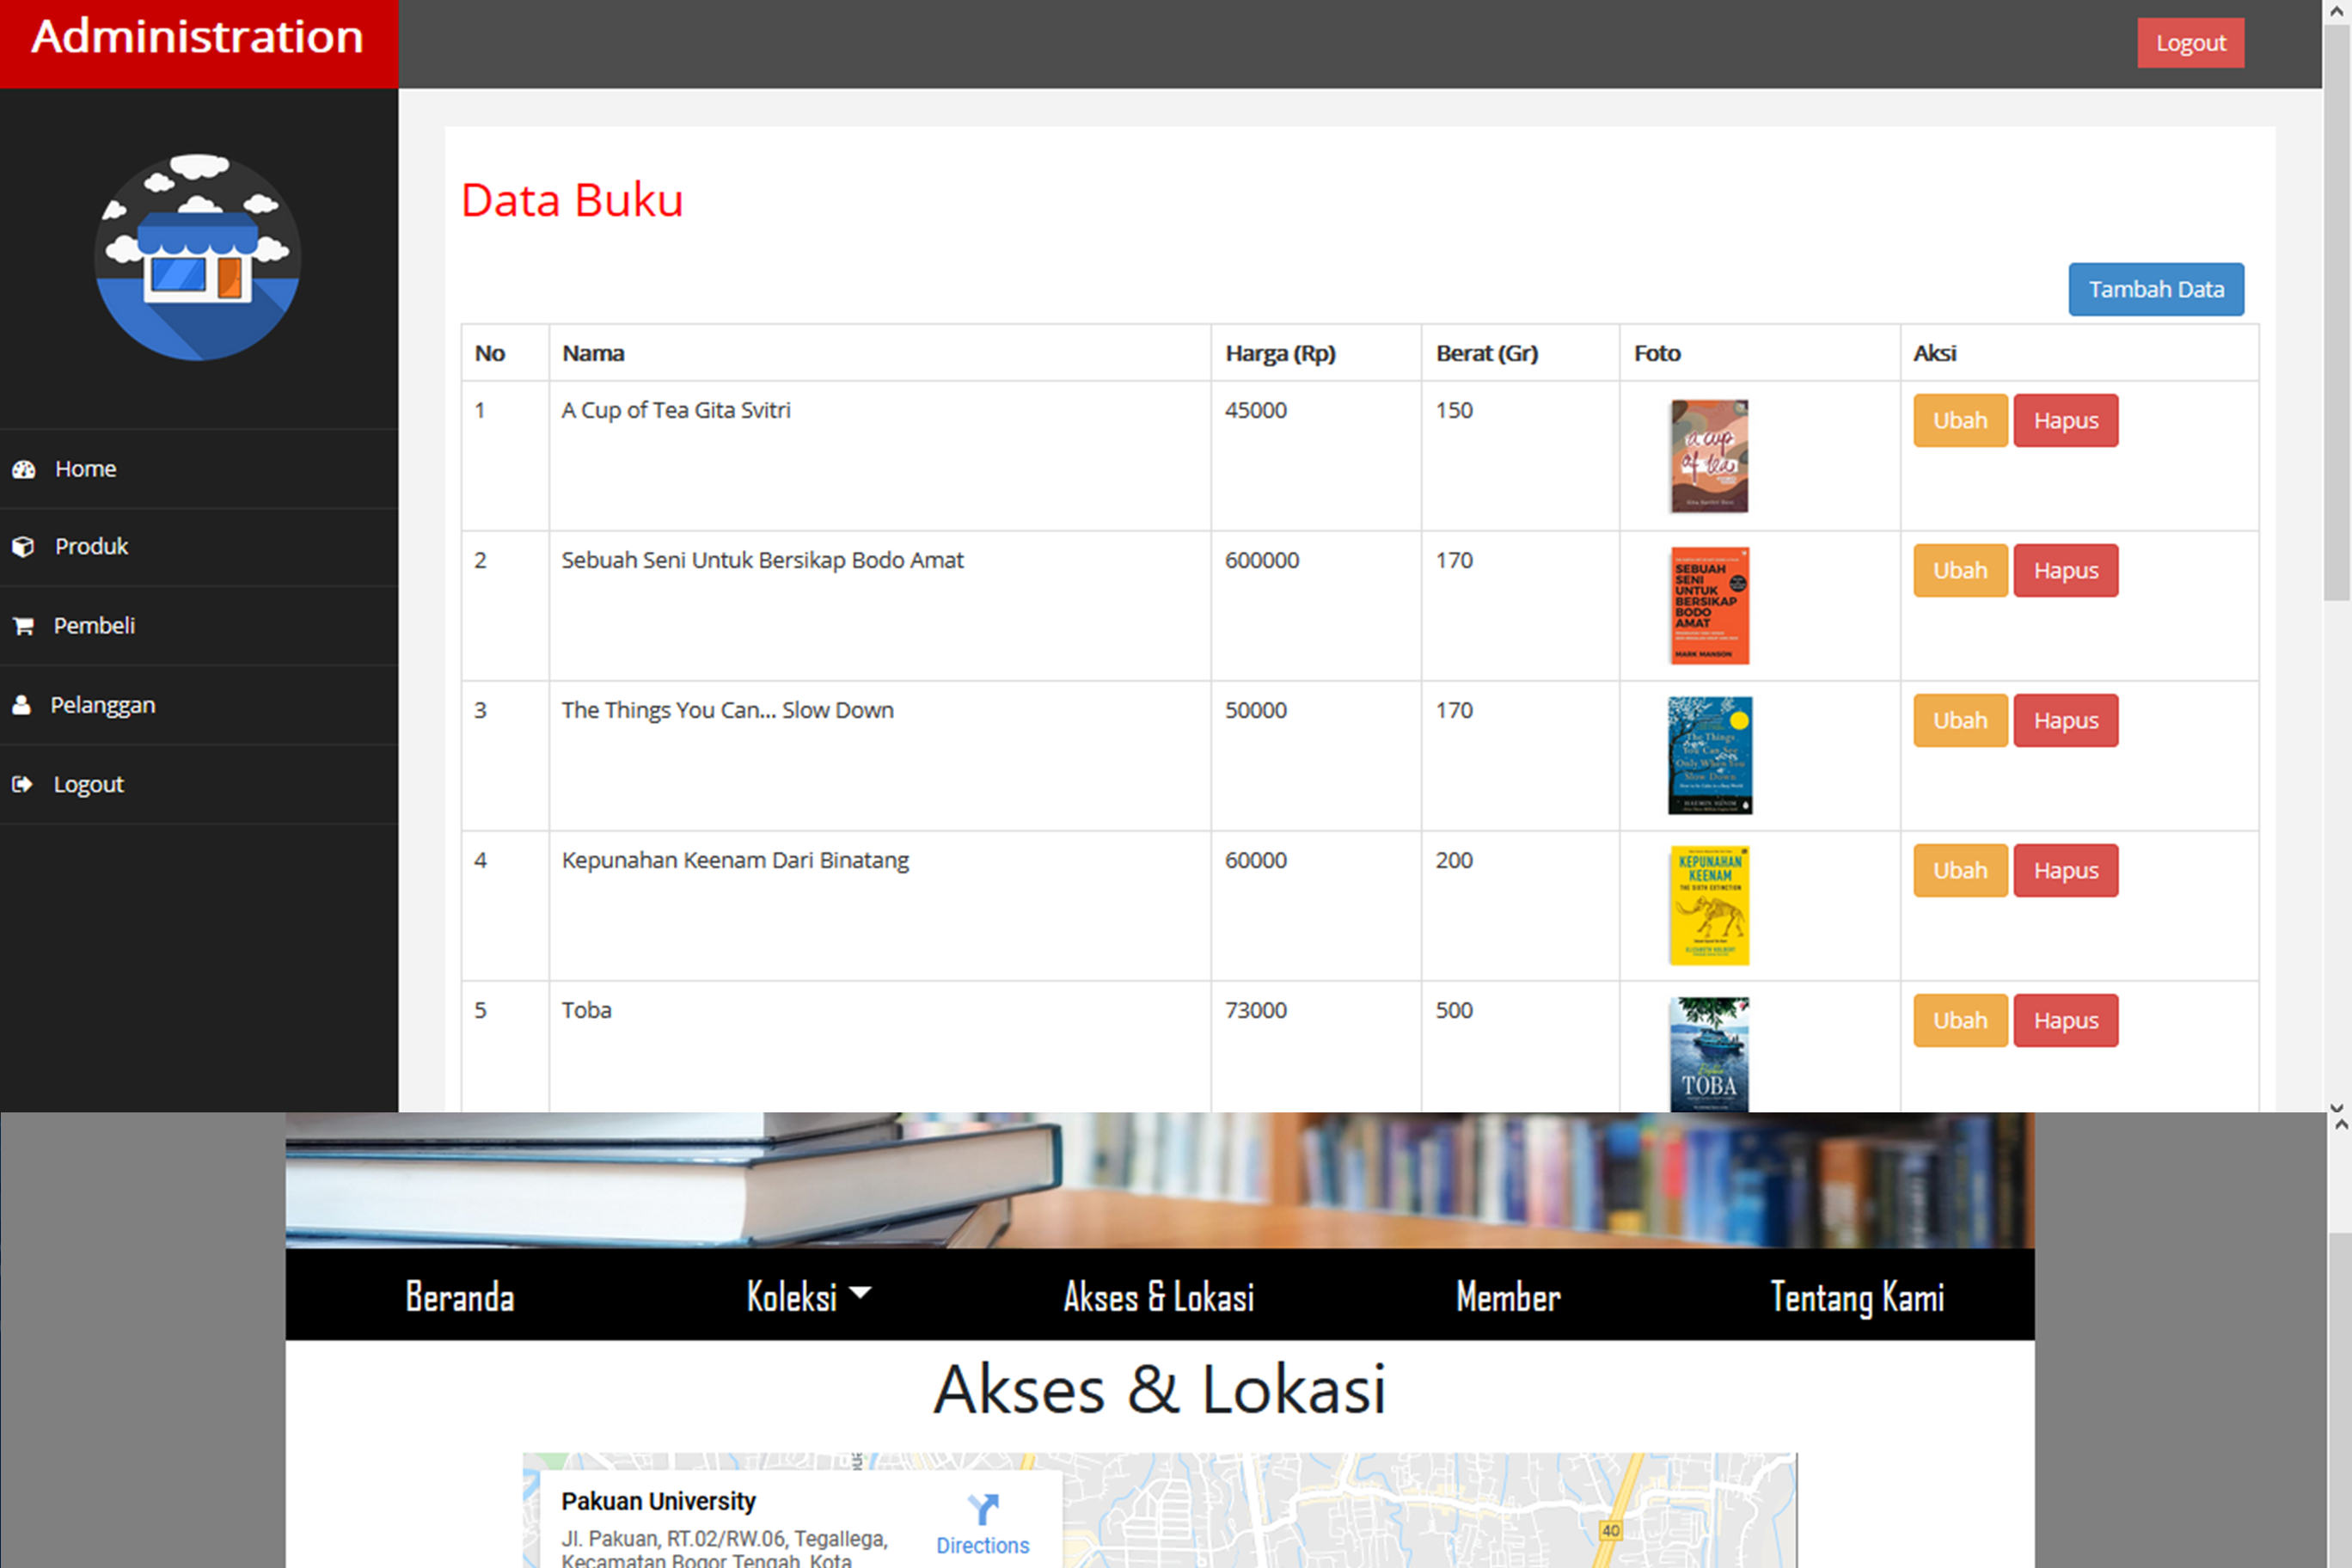 Administration
Logout
Home
Produk
Pembeli
Pelanggan
Logout
Data Buku
Tambah Data
No Nama Harga (Rp) Berat (Gr) Foto Aksi
1 A Cup of Tea Gita Svitri 45000 150 Ubah Hapus
a cup
of tea
2 Sebuah Seni Untuk Bersikap Bodo Amat 600000 170 Ubah Hapus
SEBUAH
SENI
UNTUK
BERSIKAP
BODO
AMAT
MARK MANSON
3 The Things You Can... Slow Down 50000 170 Ubah Hapus
The Things
You Can See
Only When You
Slow Down
HAEMIN SUNIM
4 Kepunahan Keenam Dari Binatang 60000 200 Ubah Hapus
KEPUNAHAN
KEENAM
THE SIXTH EXTINCTION
ELIZABETH KOLBERT
5 Toba 73000 500 Ubah Hapus
TOBA
Beranda Koleksi Akses & Lokasi Member Tentang Kami
Akses & Lokasi
Pakuan University
Jl. Pakuan, RT.02/RW.06, Tegallega,
Kecamatan Bogor Tengah, Kota
Directions
40